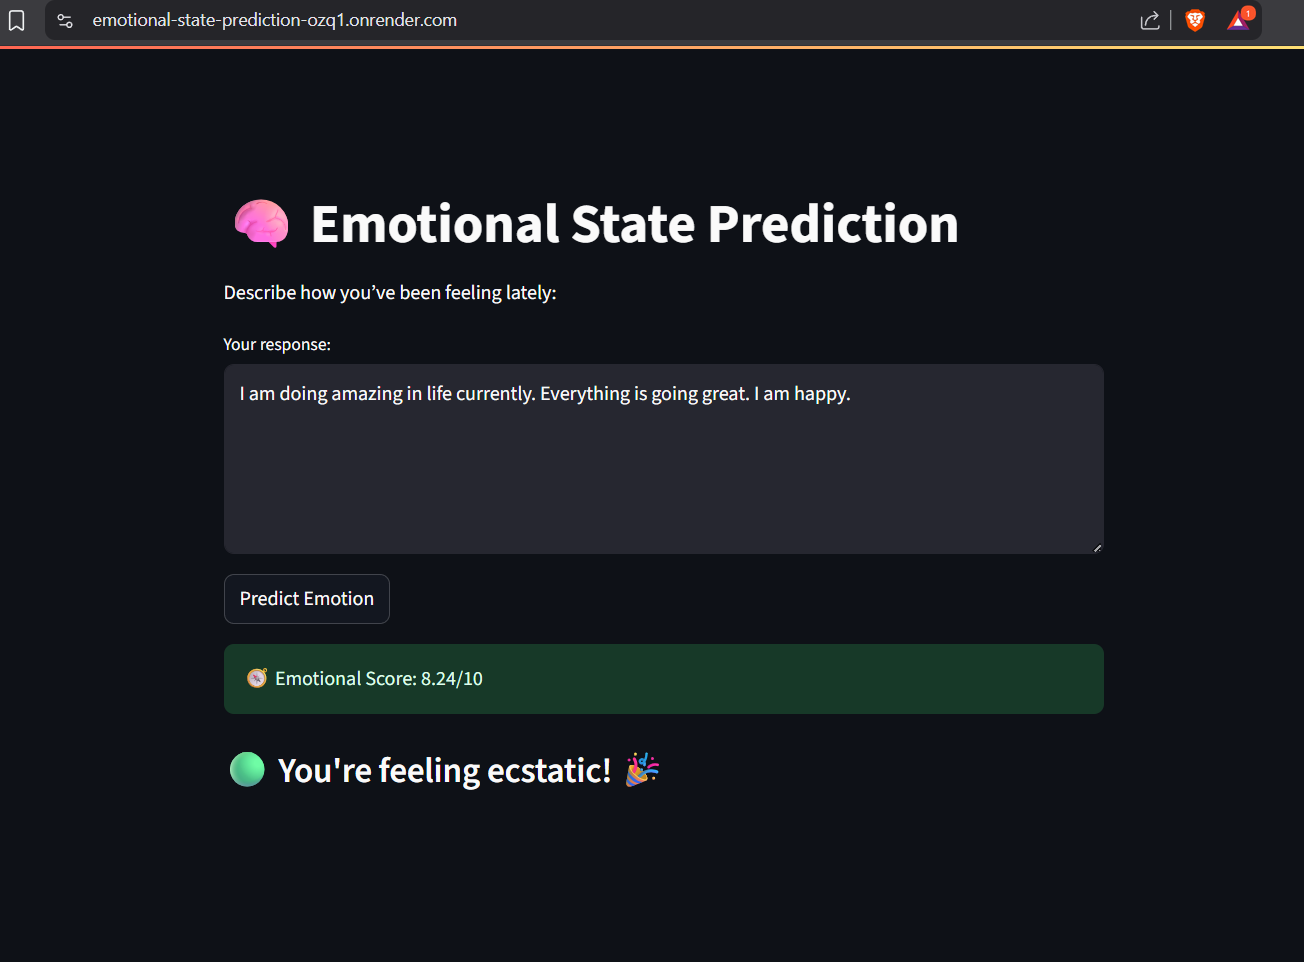 emotional-state-prediction-ozq1.onrender.com
1
Emotional State Prediction
Describe how you’ve been feeling lately:
Your response:
I am doing amazing in life currently. Everything is going great. I am happy.
Predict Emotion
Emotional Score: 8.24/10
You're feeling ecstatic!